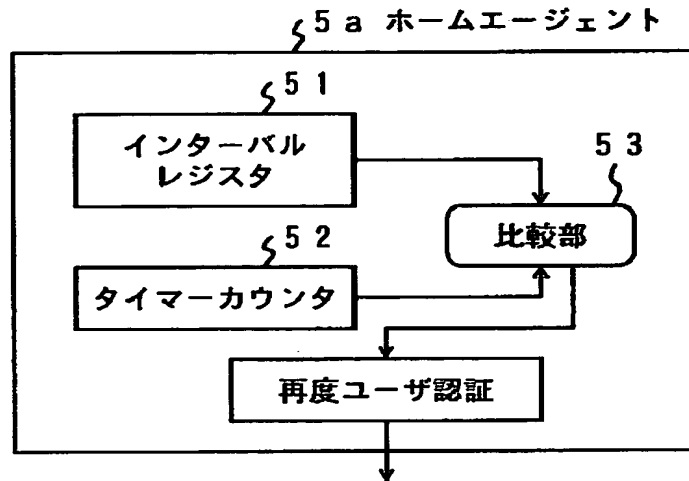 5a ホームエージェント
51
インターバル
レジスタ
53
比較部
52
タイマーカウンタ
再度ユーザ認証